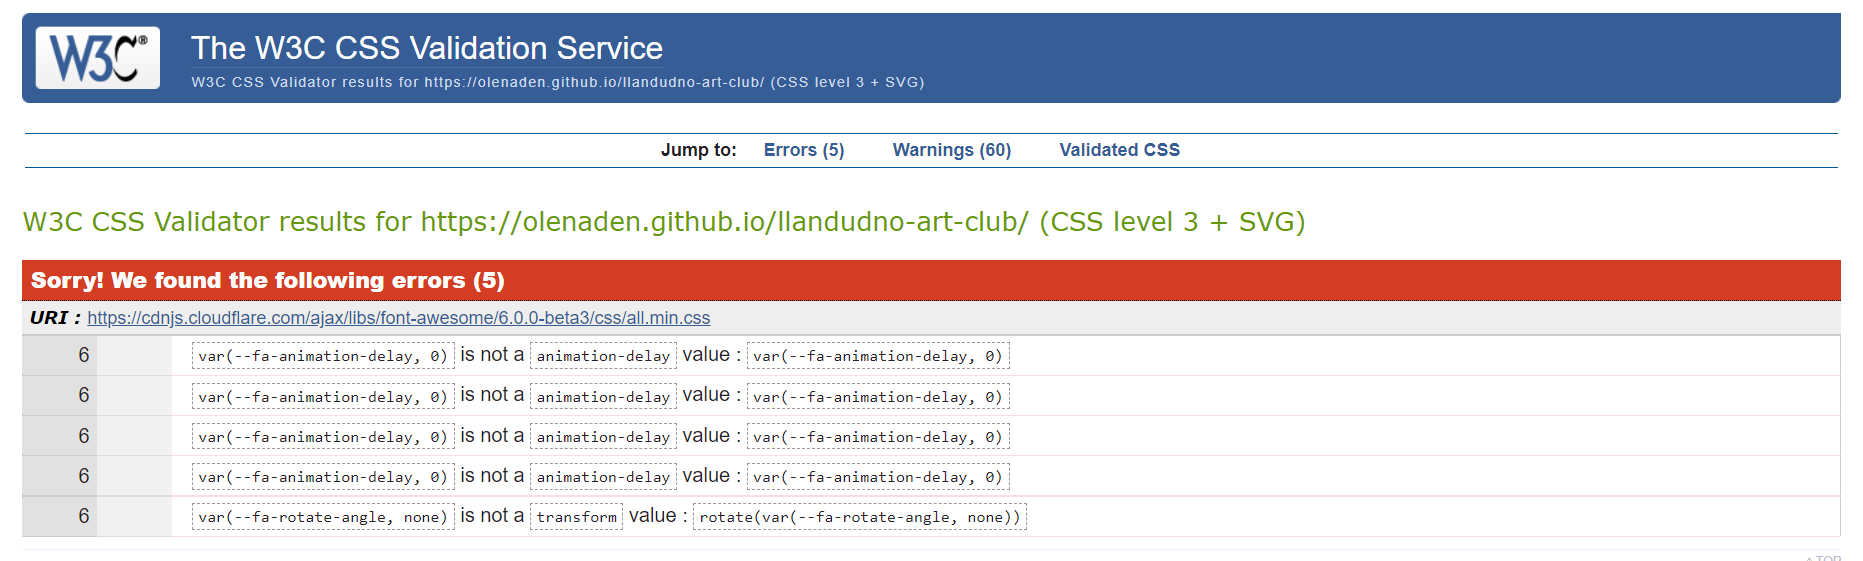 W3C®
The W3C CSS Validation Service
W3C CSS Validator results for https://olenaden.github.io/llandudno-art-club/ (CSS level 3 + SVG)
Jump to: Errors (5) Warnings (60) Validated CSS
W3C CSS Validator results for https://olenaden.github.io/llandudno-art-club/ (CSS level 3 + SVG)
Sorry! We found the following errors (5)
URI : https://cdnjs.cloudflare.com/ajax/libs/font-awesome/6.0.0-beta3/css/all.min.css
6 var(--fa-animation-delay, 0) is not a animation-delay value : var(--fa-animation-delay, 0)
6 var(--fa-animation-delay, 0) is not a animation-delay value : var(--fa-animation-delay, 0)
6 var(--fa-animation-delay, 0) is not a animation-delay value : var(--fa-animation-delay, 0)
6 var(--fa-animation-delay, 0) is not a animation-delay value : var(--fa-animation-delay, 0)
6 var(--fa-rotate-angle, none) is not a transform value : rotate(var(--fa-rotate-angle, none))
^ TOP